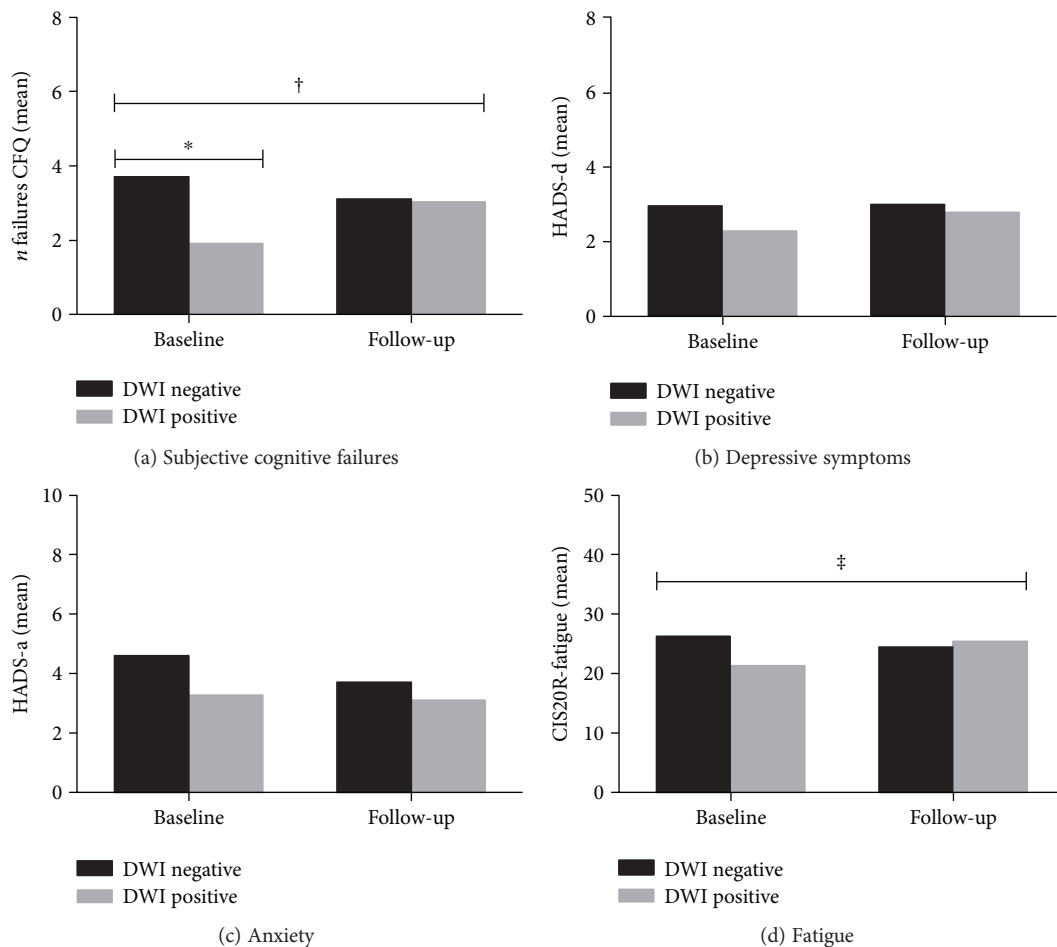 8
6
4
2
0
n failures CFQ (mean)
†
*
Baseline
Follow-up
DWI negative
DWI positive
(a) Subjective cognitive failures
8
6
4
2
0
HADS-d (mean)
Baseline
Follow-up
DWI negative
DWI positive
(b) Depressive symptoms
10
8
6
4
2
0
HADS-a (mean)
Baseline
Follow-up
DWI negative
DWI positive
(c) Anxiety
50
40
30
20
10
0
CIS20R-fatigue (mean)
‡
Baseline
Follow-up
DWI negative
DWI positive
(d) Fatigue